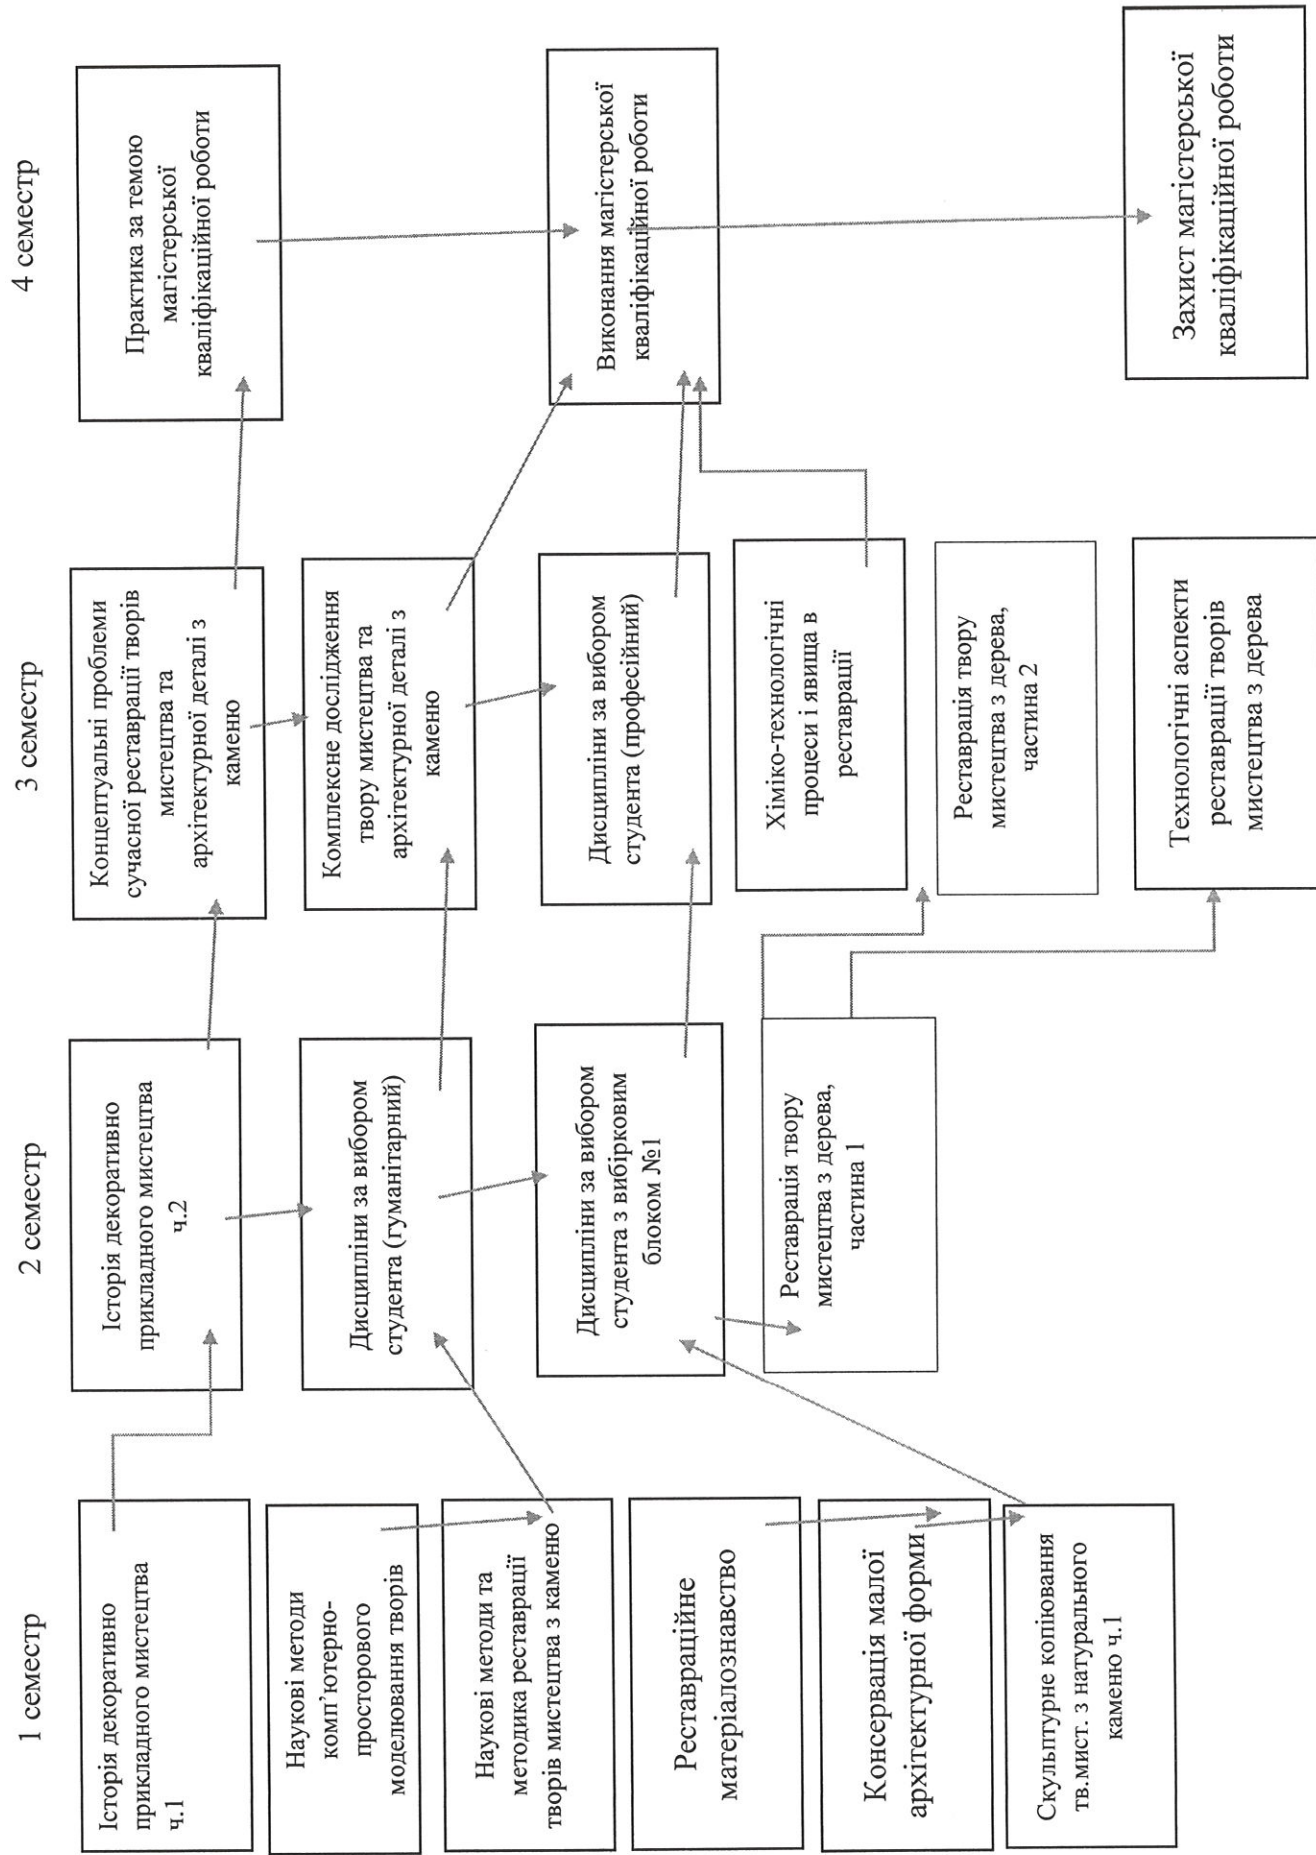 1 семестр
Історія декоративно
прикладного мистецтва
ч.1
Наукові методи
комп'ютерно-
просторового
моделювання творів
Наукові методи та
методика реставрації
творів мистецтва з каменю
Реставраційне
матеріалознавство
Консервація малої
архітектурної форми
Скульптурне копіювання
тв.мист. з натурального
каменю ч.1
2 семестр
Історія декоративно
прикладного мистецтва
ч.2
Дисципліни за вибором
студента (гуманітарний)
Дисципліни за вибором
студента з вибірковим
блоком №1
Реставрація твору
мистецтва з дерева,
частина 1
3 семестр
Концептуальні проблеми
сучасної реставрації творів
мистецтва та
архітектурної деталі з
каменю
Комплексне дослідження
твору мистецтва та
архітектурної деталі з
каменю
Дисципліни за вибором
студента (професійний)
Хіміко-технологічні
процеси і явища в
реставрації
Реставрація твору
мистецтва з дерева,
частина 2
Технологічні аспекти
реставрації творів
мистецтва з дерева
4 семестр
Практика за темою
магістерської
кваліфікаційної роботи
Виконання магістерської
кваліфікаційної роботи
Захист магістерської
кваліфікаційної роботи